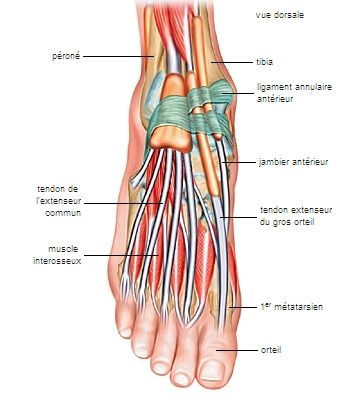 vue dorsale
péroné
tibia
ligament annulaire
antérieur
jambier antérieur
tendon de
l'extenseur
commun
tendon extenseur
du gros orteil
muscle
interosseux
1er métatarsien
orteil